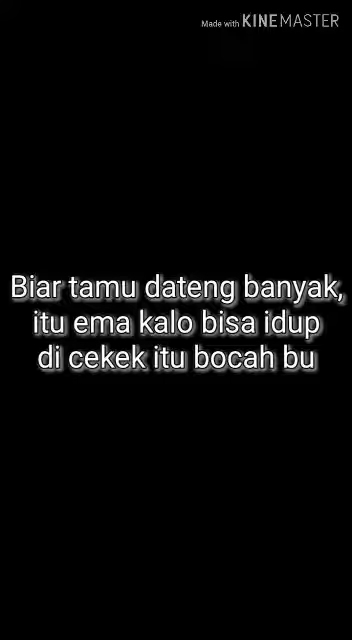 Made with KINEMASTER
Biar tamu dateng banyak,
itu ema kalo bisa idup
di cekek itu bocah bu